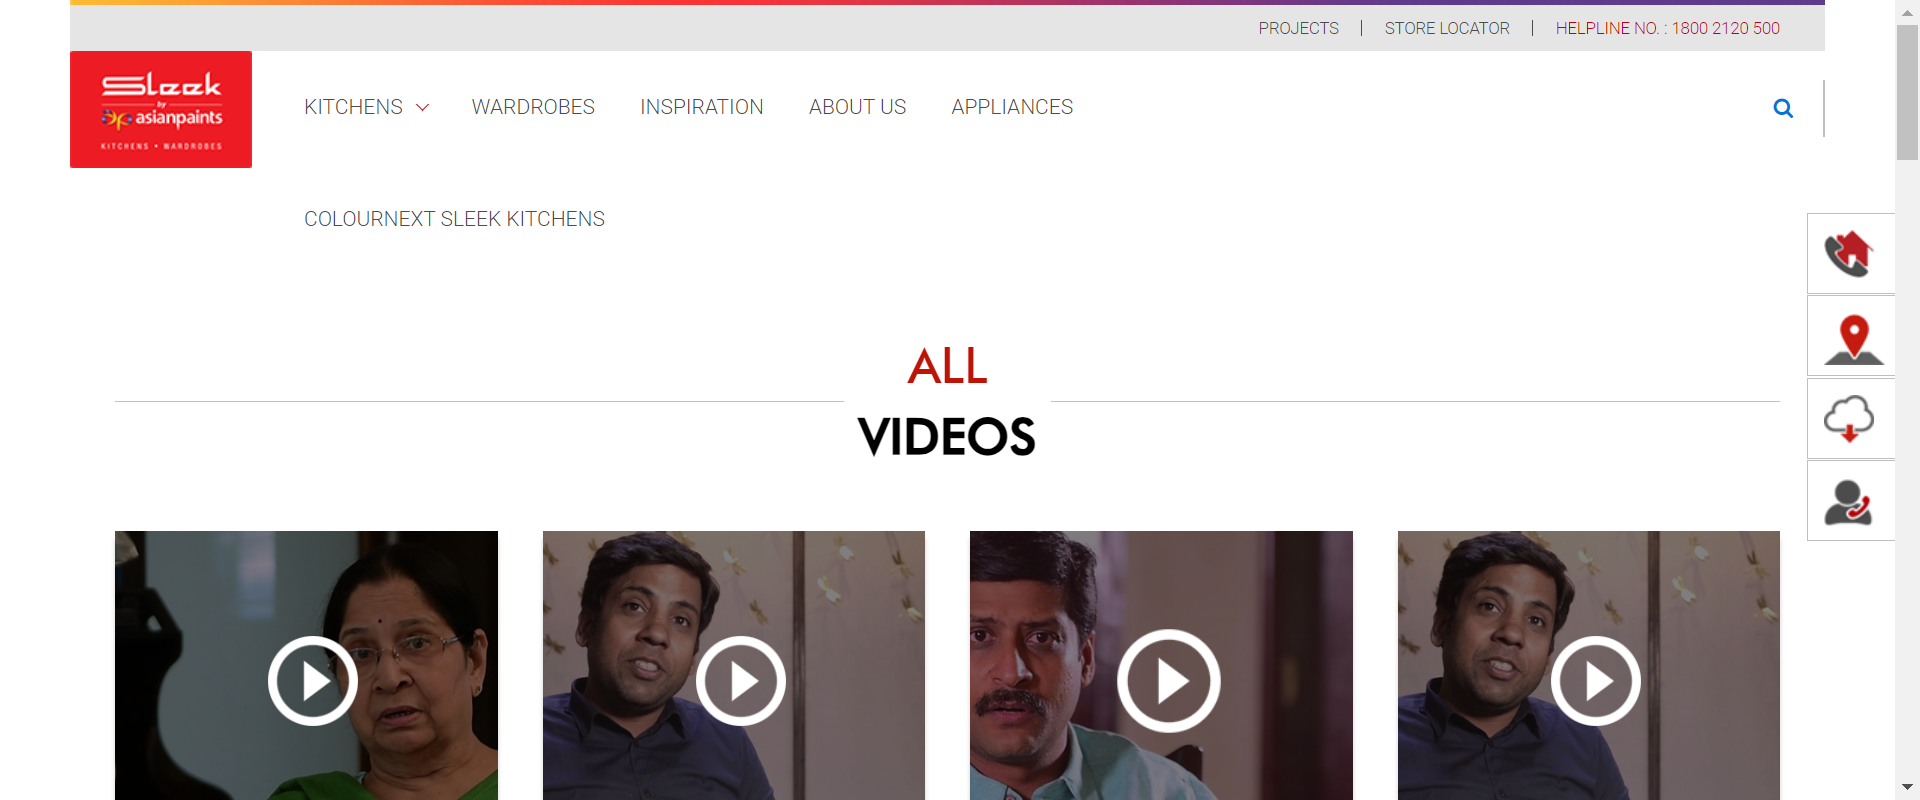 PROJECTS | STORE LOCATOR | HELPLINE NO. : 1800 2120 500
Sleek
by
asianpaints
KITCHENS • WARDROBES
KITCHENS WARDROBES INSPIRATION ABOUT US APPLIANCES
COLOURNEXT SLEEK KITCHENS
ALL
VIDEOS